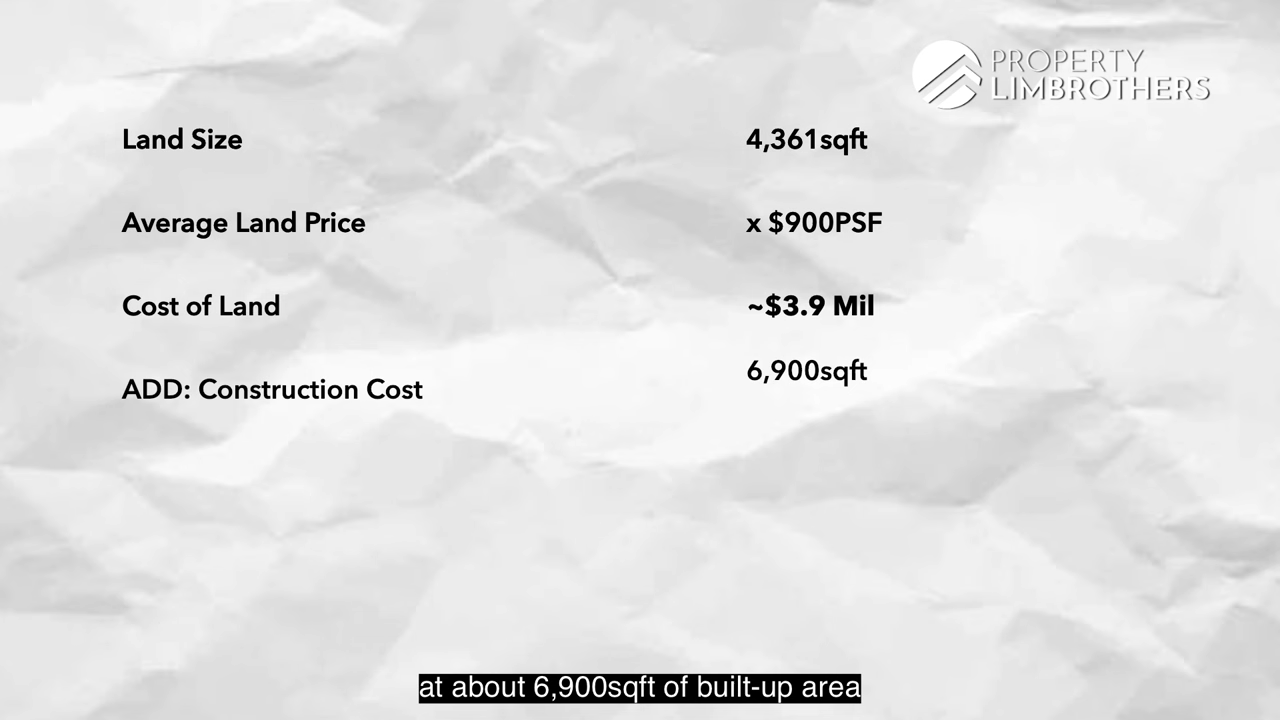 PROPERTY
LIMBROTHERS
Land Size 4,361sqft
Average Land Price x $900PSF
Cost of Land ~$3.9 Mil
ADD: Construction Cost 6,900sqft
at about 6,900sqft of built-up area